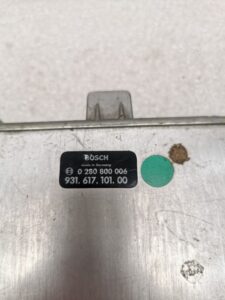 BOSCH
made in Germany
0 280 800 006
931. 617. 101. 00